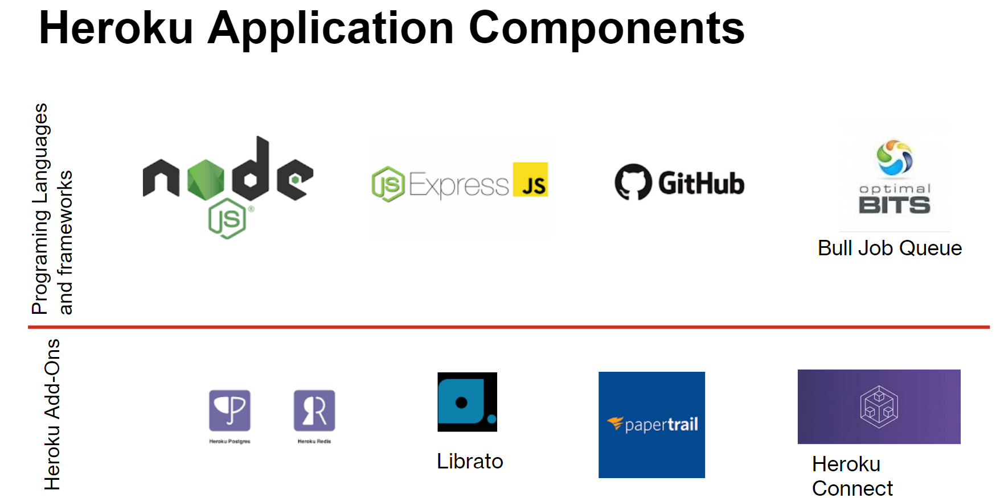 Heroku Application Components
Programing Languages
and frameworks
node
JS®
JS Express JS
GitHub
optimal
BITS
Bull Job Queue
Heroku Add-Ons
Heroku Postgres
Heroku Redis
Librato
papertrail
Heroku
Connect